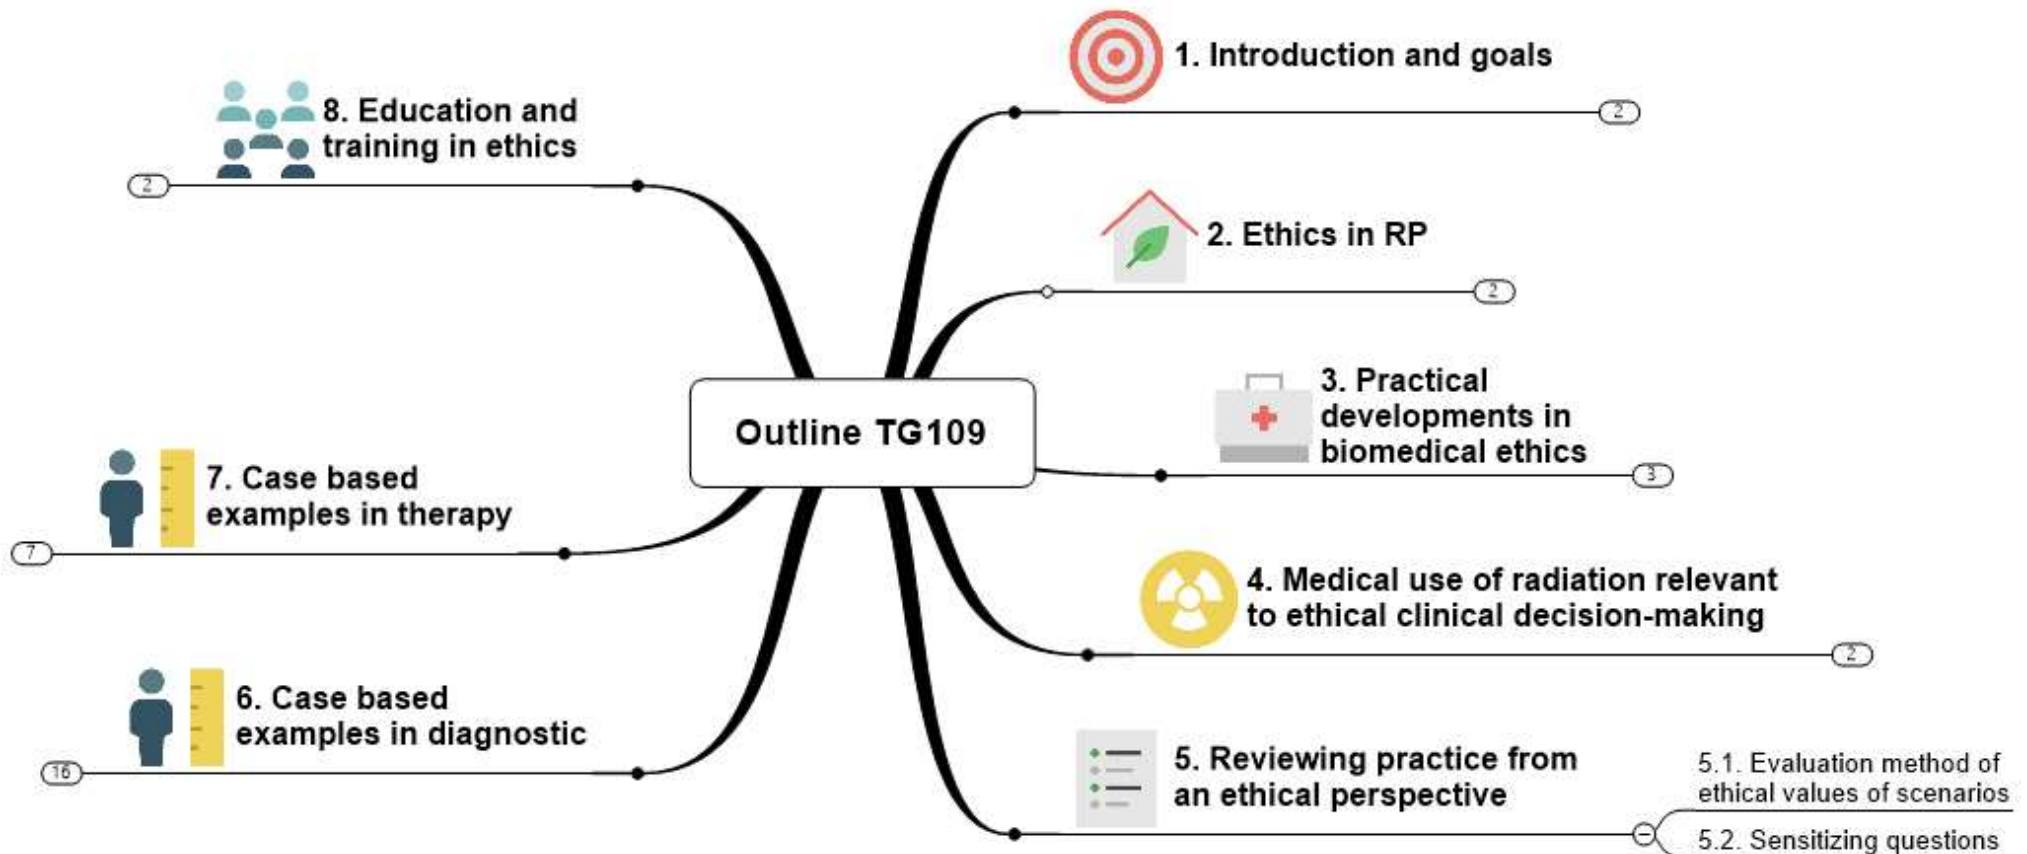 Outline TG109
1. Introduction and goals
2
2. Ethics in RP
2
3. Practical
developments in
biomedical ethics
3
4. Medical use of radiation relevant
to ethical clinical decision-making
2
5. Reviewing practice from
an ethical perspective
5.1. Evaluation method of
ethical values of scenarios
5.2. Sensitizing questions
6. Case based
examples in diagnostic
16
7. Case based
examples in therapy
7
8. Education and
training in ethics
2